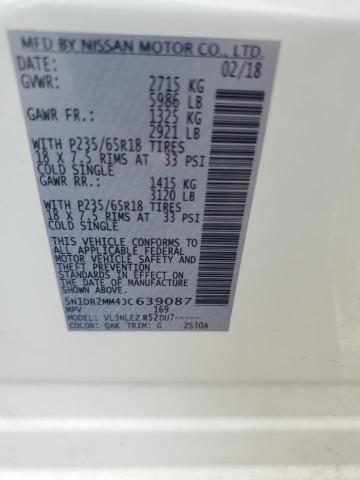 MFD BY NISSAN MOTOR CO., LTD.
DATE: 02/18
GVWR: 2715 KG
5986 LB
GAWR FR.: 1325 KG
2921 LB
WITH P235/65R18 TIRES
18 X 7.5 RIMS AT 33 PSI
COLD SINGLE
GAWR RR.: 1415 KG
3120 LB
WITH P235/65R18 TIRES
18 X 7.5 RIMS AT 33 PSI
COLD SINGLE
THIS VEHICLE CONFORMS TO
ALL APPLICABLE FEDERAL
MOTOR VEHICLE SAFETY AND
THEFT PREVENTION
STANDARDS IN EFFECT ON
THE DATE OF MANUFACTURE
SHOWN ABOVE.
5N1DR2MM4JC639087
MPV 169
MODEL: VL3NLEZ R52DU7-----
COLOR: QAK TRIM: G ZS30A